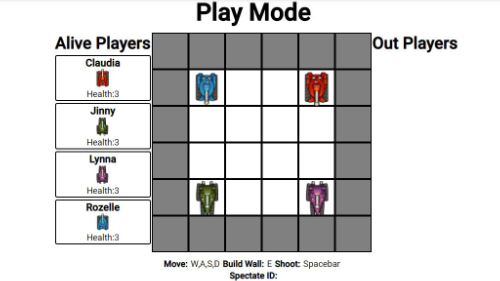 Play Mode
Alive Players
Out Players
Claudia
Health:3
Jinny
Health:3
Lynna
Health:3
Rozelle
Health:3
Move: W,A,S,D Build Wall: E Shoot: Spacebar
Spectate ID: